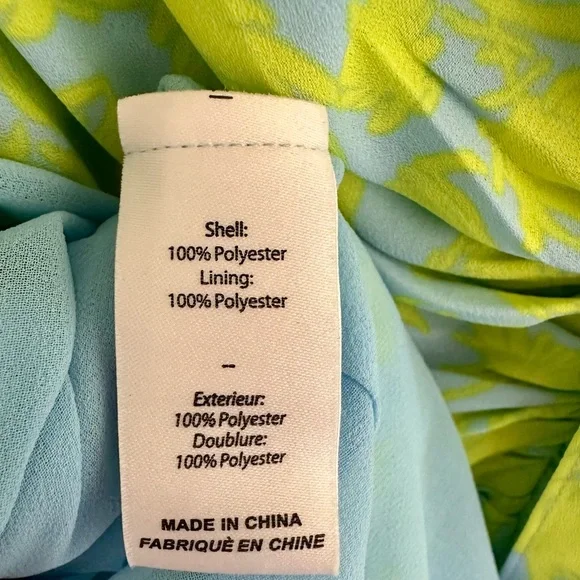 Shell:
100% Polyester
Lining:
100% Polyester
–
Exterieur:
100% Polyester
Doublure:
100% Polyester
MADE IN CHINA
FABRIQUÈ EN CHINE